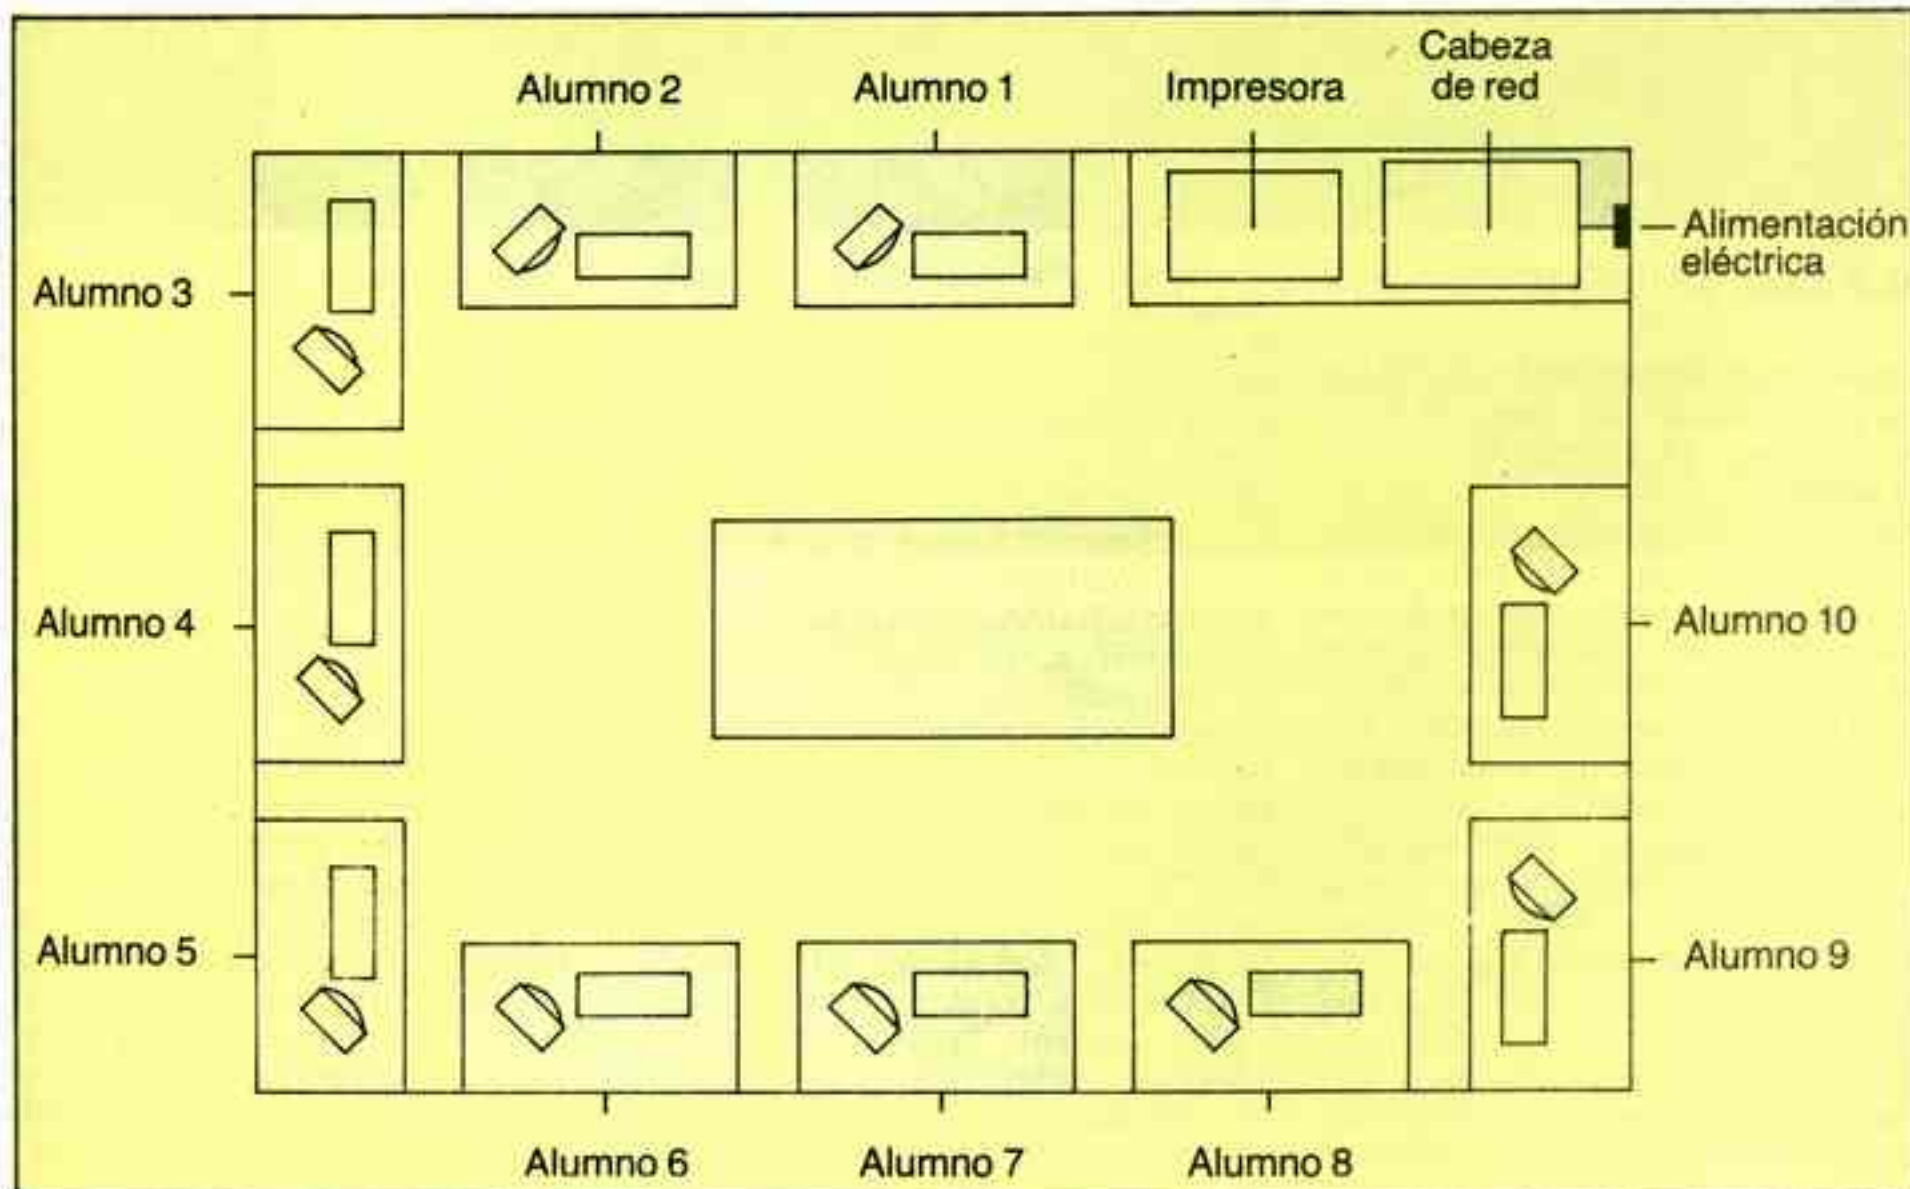 Alumno 2
Alumno 1
Impresora
Cabeza
de red
Alimentación
eléctrica
Alumno 3
Alumno 4
Alumno 10
Alumno 5
Alumno 9
Alumno 6
Alumno 7
Alumno 8